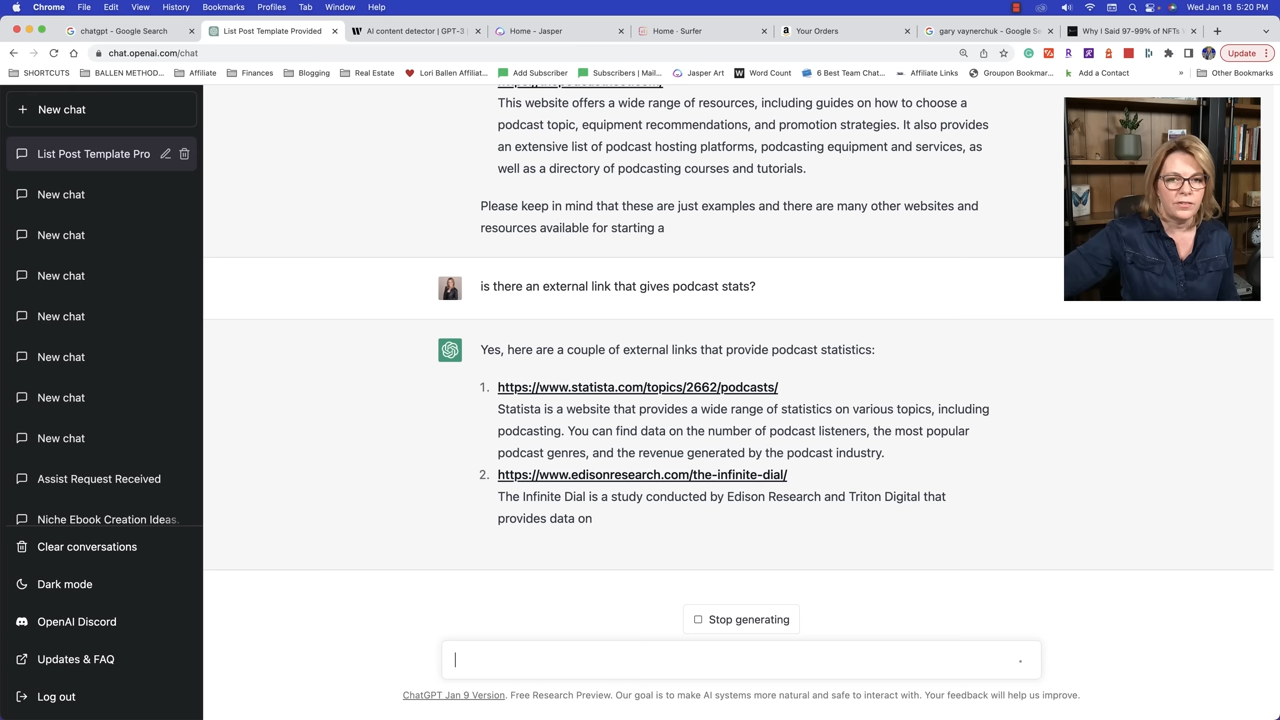 Chrome File Edit View History Bookmarks Profiles Tab Window Help Wed Jan 18 5:20 PM
chatgpt - Google Search List Post Template Provided AI content detector | GPT-3 | Home - Jasper Home - Surfer Your Orders gary vaynerchuk - Google Se Why I Said 97-99% of NFTs
chat.openai.com/chat Update
SHORTCUTS BALLEN METHOD... Affiliate Finances Blogging Real Estate Lori Ballen Affiliat... Add Subscriber Subscribers | Mail... Jasper Art Word Count 6 Best Team Chat... Affiliate Links Groupon Bookmar... Add a Contact » Other Bookmarks
+ New chat
List Post Template Pro
New chat
New chat
New chat
New chat
New chat
New chat
New chat
Assist Request Received
Niche Ebook Creation Ideas.
Clear conversations
Dark mode
OpenAI Discord
Updates & FAQ
Log out
This website offers a wide range of resources, including guides on how to choose a
podcast topic, equipment recommendations, and promotion strategies. It also provides
an extensive list of podcast hosting platforms, podcasting equipment and services, as
well as a directory of podcasting courses and tutorials.
Please keep in mind that these are just examples and there are many other websites and
resources available for starting a
is there an external link that gives podcast stats?
Yes, here are a couple of external links that provide podcast statistics:
1. https://www.statista.com/topics/2662/podcasts/
Statista is a website that provides a wide range of statistics on various topics, including
podcasting. You can find data on the number of podcast listeners, the most popular
podcast genres, and the revenue generated by the podcast industry.
2. https://www.edisonresearch.com/the-infinite-dial/
The Infinite Dial is a study conducted by Edison Research and Triton Digital that
provides data on
Stop generating
ChatGPT Jan 9 Version. Free Research Preview. Our goal is to make AI systems more natural and safe to interact with. Your feedback will help us improve.